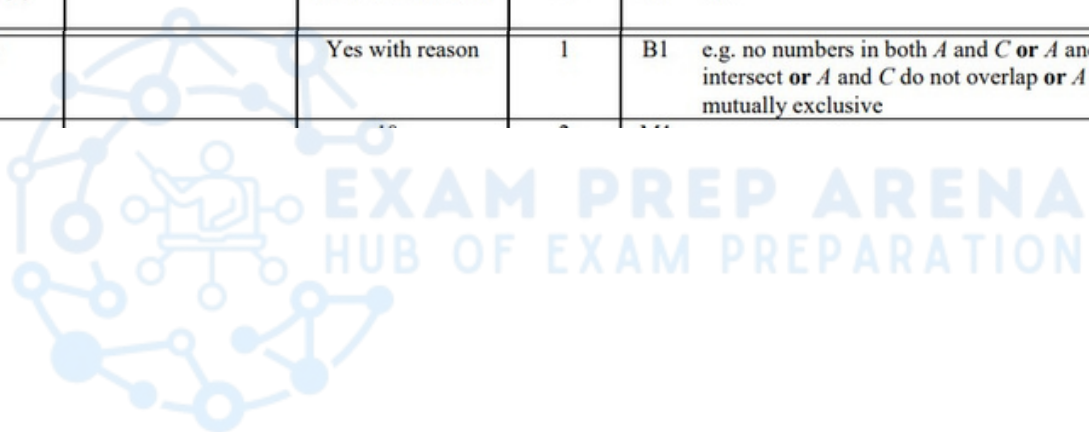 Yes with reason 1 B1 e.g. no numbers in both A and C or A and
intersect or A and C do not overlap or A
mutually exclusive
EXAM PREP ARENA
HUB OF EXAM PREPARATION